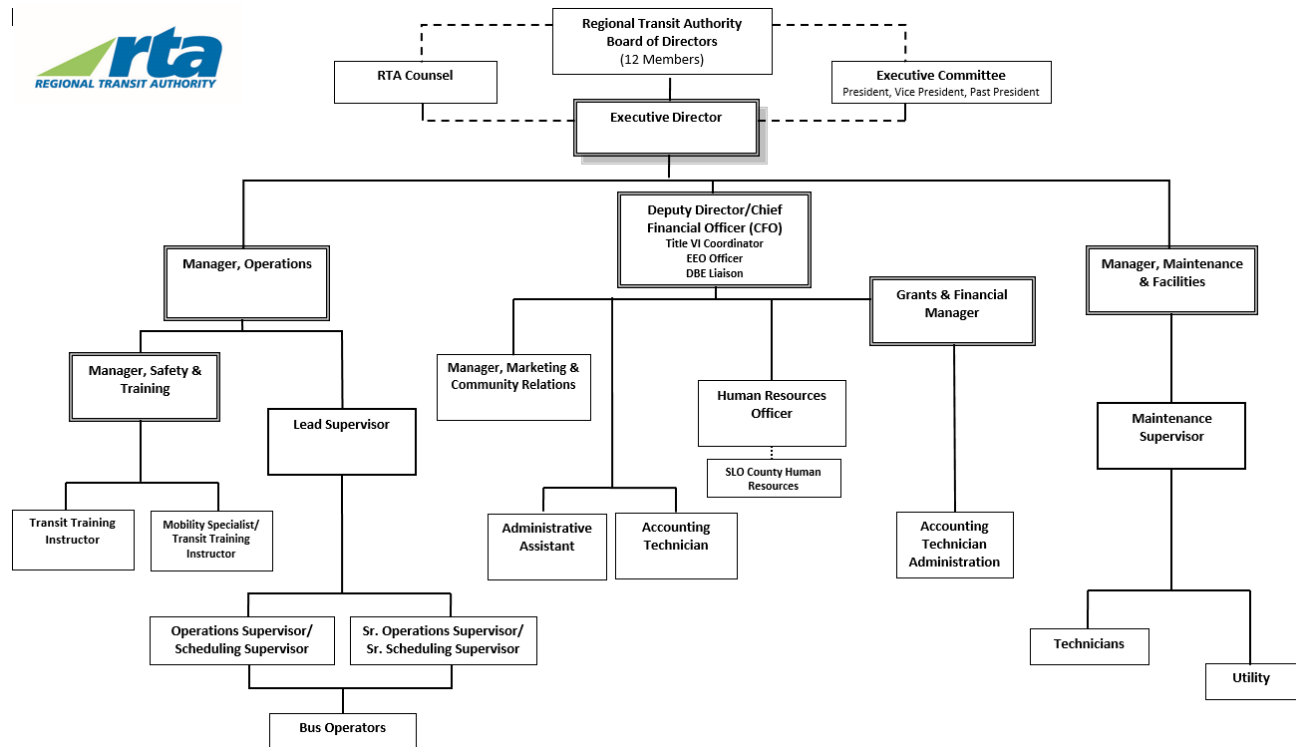 rta
REGIONAL TRANSIT AUTHORITY
Regional Transit Authority
Board of Directors
(12 Members)
RTA Counsel
Executive Committee
President, Vice President, Past President
Executive Director
Deputy Director/Chief
Financial Officer (CFO)
Title VI Coordinator
EEO Officer
DBE Liaison
Manager, Operations
Manager, Maintenance
& Facilities
Grants & Financial
Manager
Manager, Safety &
Training
Manager, Marketing &
Community Relations
Human Resources
Officer
Lead Supervisor
Maintenance
Supervisor
SLO County Human
Resources
Transit Training
Instructor
Mobility Specialist/
Transit Training
Instructor
Administrative
Assistant
Accounting
Technician
Accounting
Technician
Administration
Operations Supervisor/
Scheduling Supervisor
Sr. Operations Supervisor/
Sr. Scheduling Supervisor
Technicians
Utility
Bus Operators